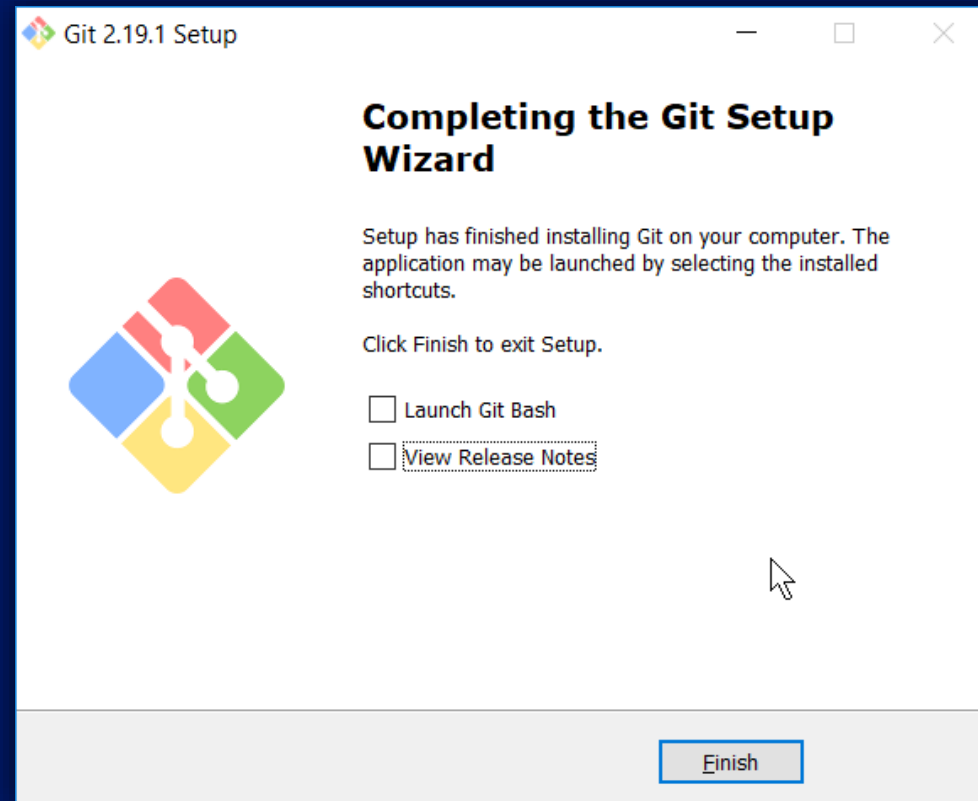 Git 2.19.1 Setup
Completing the Git Setup
Wizard
Setup has finished installing Git on your computer. The
application may be launched by selecting the installed
shortcuts.
Click Finish to exit Setup.
Launch Git Bash
View Release Notes
Finish